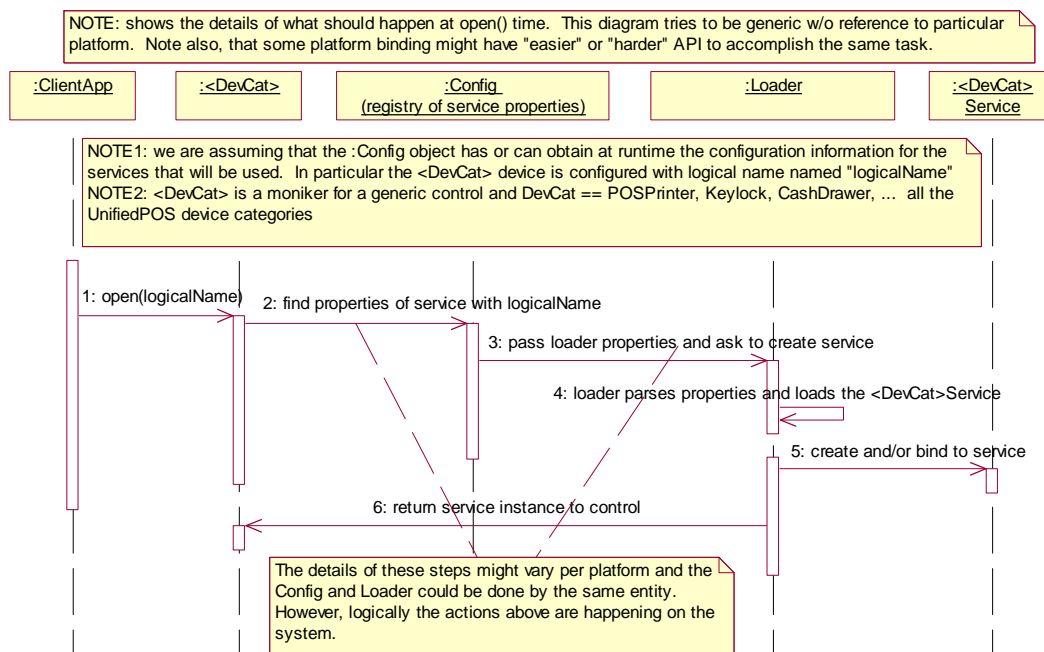 NOTE: shows the details of what should happen at open() time.  This diagram tries to be generic w/o reference to particular
platform.  Note also, that some platform binding might have "easier" or "harder" API to accomplish the same task.
:ClientApp
:<DevCat>
:Config
(registry of service properties)
:Loader
:<DevCat>
Service
NOTE1: we are assuming that the :Config object has or can obtain at runtime the configuration information for the
services that will be used.  In particular the <DevCat> device is configured with logical name named "logicalName"
NOTE2: <DevCat> is a moniker for a generic control and DevCat == POSPrinter, Keylock, CashDrawer, ...  all the
UnifiedPOS device categories
1: open(logicalName)
2: find properties of service with logicalName
3: pass loader properties and ask to create service
4: loader parses properties and loads the <DevCat>Service
5: create and/or bind to service
6: return service instance to control
The details of these steps might vary per platform and the
Config and Loader could be done by the same entity.
However, logically the actions above are happening on the
system.